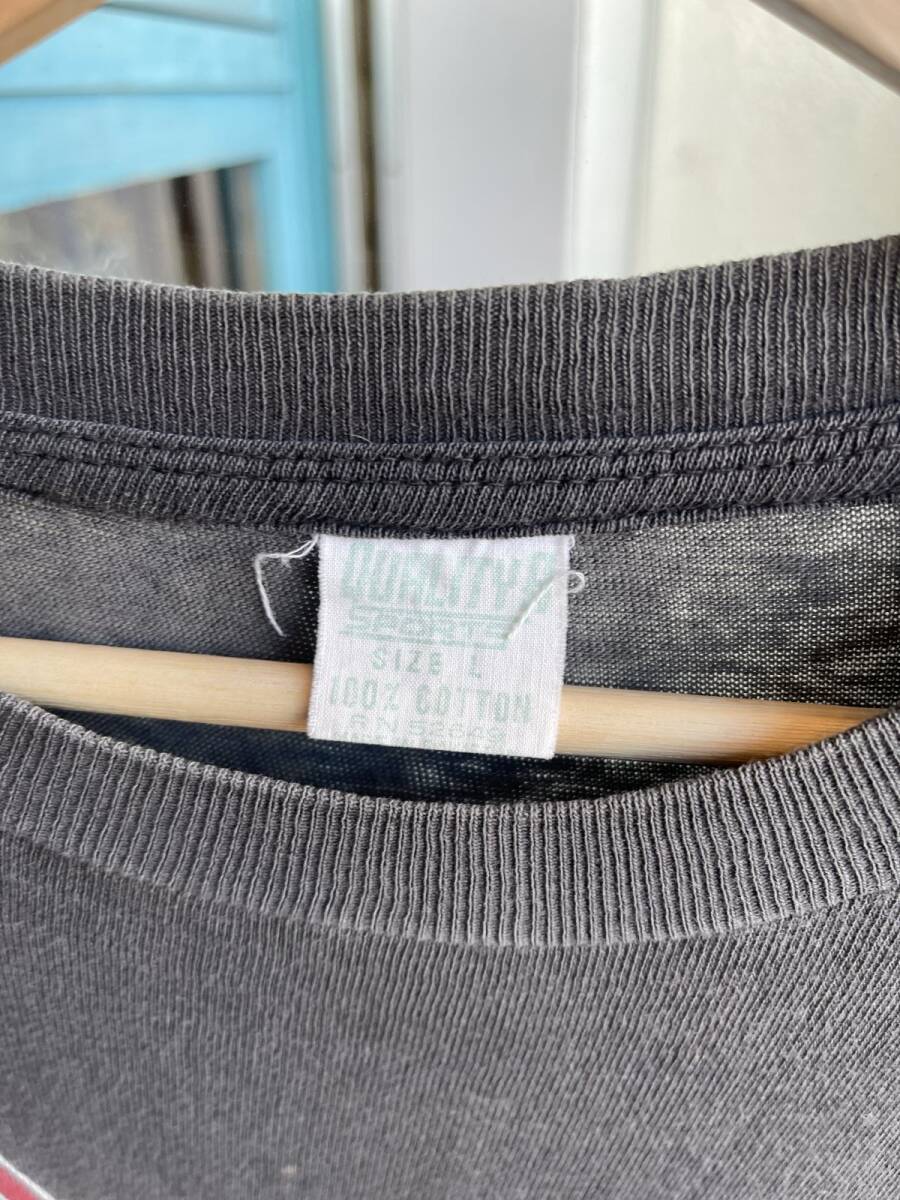 QUALITY
SPORTS
SIZE L
100% COTTON